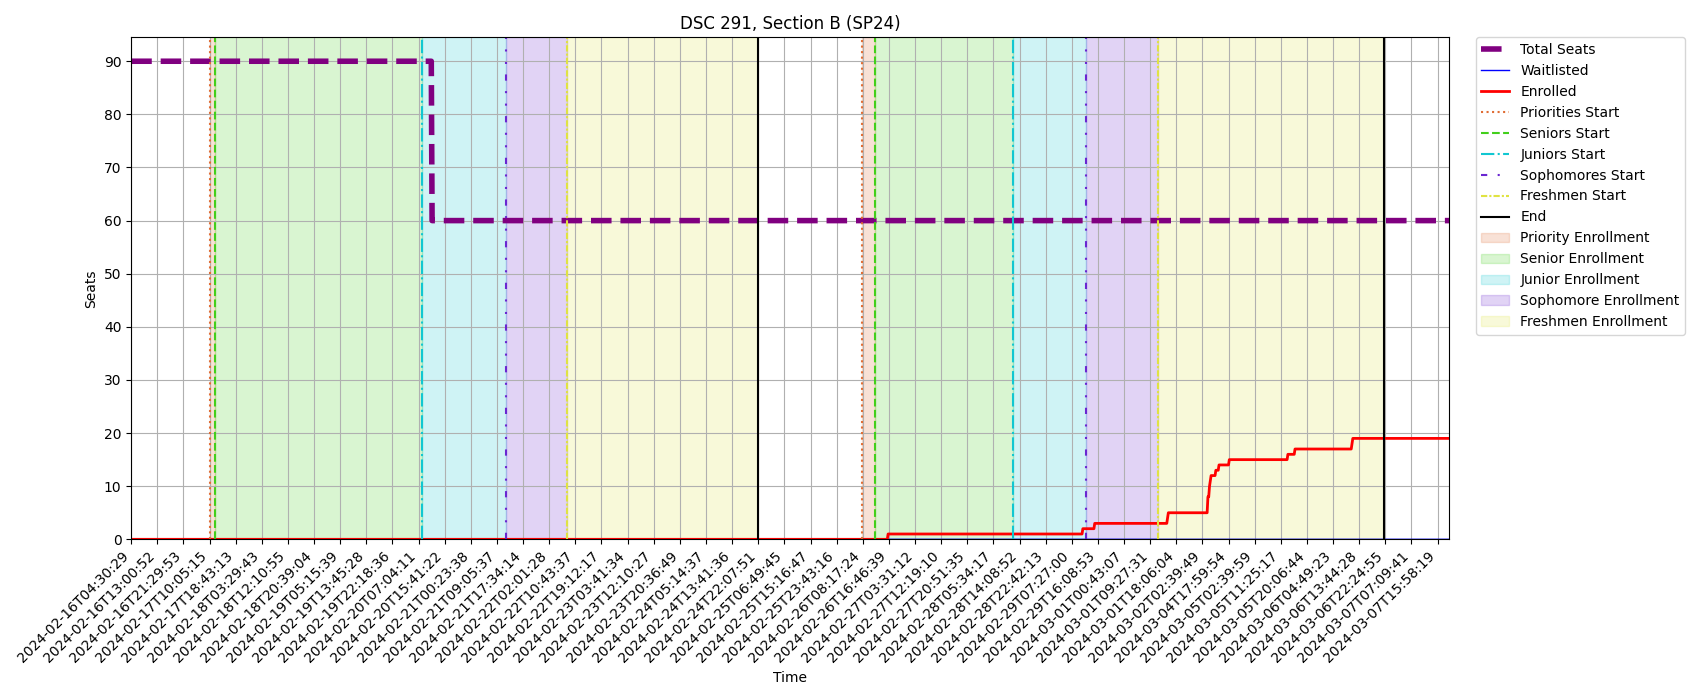 DSC 291, Section B (SP24)
Seats
90
80
70
60
50
40
30
20
10
0
2024-02-16T04:30:29
2024-02-16T13:00:52
2024-02-16T21:29:53
2024-02-17T10:05:15
2024-02-17T18:43:13
2024-02-18T03:29:43
2024-02-18T12:10:55
2024-02-18T20:39:04
2024-02-19T05:15:39
2024-02-19T13:45:28
2024-02-19T22:18:36
2024-02-20T07:04:11
2024-02-20T15:41:22
2024-02-21T00:23:38
2024-02-21T09:05:37
2024-02-21T17:34:14
2024-02-22T02:01:28
2024-02-22T10:43:37
2024-02-22T19:12:17
2024-02-23T03:41:34
2024-02-23T12:10:27
2024-02-23T20:36:49
2024-02-24T05:14:37
2024-02-24T13:41:36
2024-02-24T22:07:51
2024-02-25T06:49:45
2024-02-25T15:16:47
2024-02-25T23:43:16
2024-02-26T08:17:24
2024-02-26T16:46:39
2024-02-27T03:31:12
2024-02-27T12:19:10
2024-02-27T20:51:35
2024-02-28T05:34:17
2024-02-28T14:08:52
2024-02-28T22:42:13
2024-02-29T07:27:00
2024-02-29T16:08:53
2024-03-01T00:43:07
2024-03-01T09:27:31
2024-03-01T18:06:04
2024-03-02T02:39:49
2024-03-04T17:59:54
2024-03-05T02:39:59
2024-03-05T11:25:17
2024-03-05T20:06:44
2024-03-06T04:49:23
2024-03-06T13:44:28
2024-03-06T22:24:55
2024-03-07T07:09:41
2024-03-07T15:58:19
Time
Total Seats
Waitlisted
Enrolled
Priorities Start
Seniors Start
Juniors Start
Sophomores Start
Freshmen Start
End
Priority Enrollment
Senior Enrollment
Junior Enrollment
Sophomore Enrollment
Freshmen Enrollment